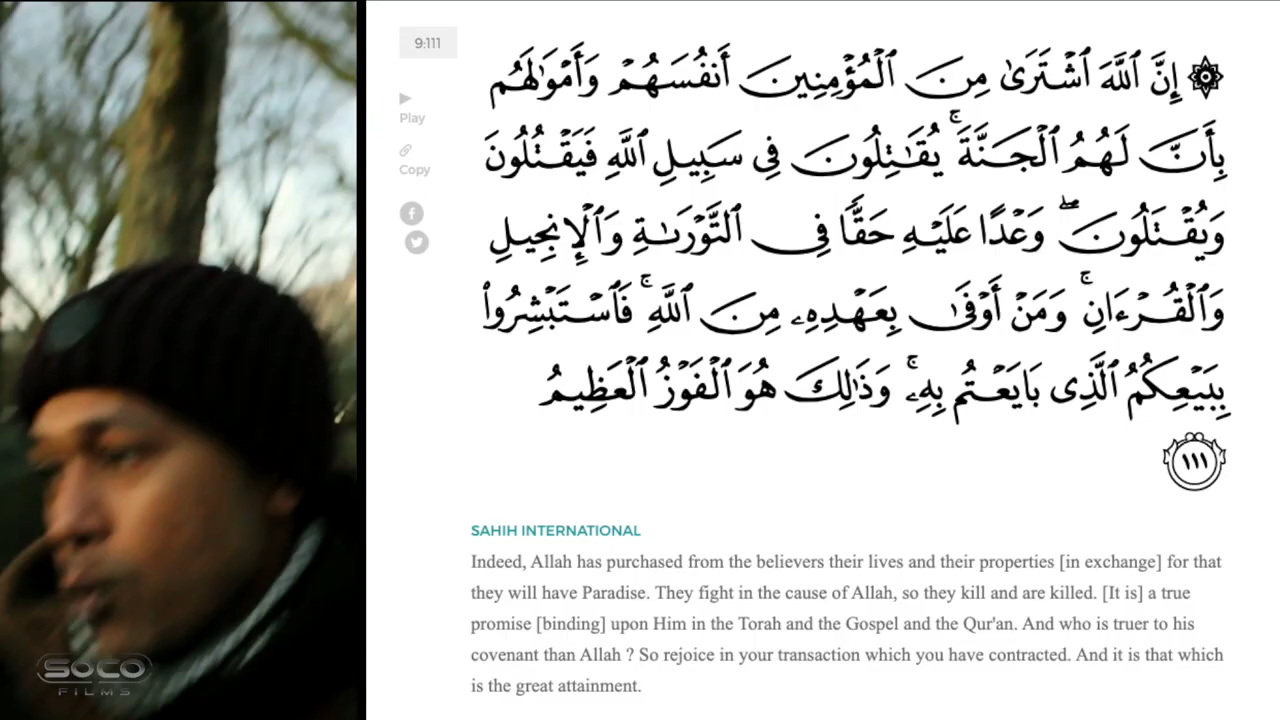 9:111
Play
Copy
۞ إِنَّ ٱللَّهَ ٱشْتَرَىٰ مِنَ ٱلْمُؤْمِنِينَ أَنفُسَهُمْ وَأَمْوَٰلَهُم
بِأَنَّ لَهُمُ ٱلْجَنَّةَ ۚ يُقَـٰتِلُونَ فِى سَبِيلِ ٱللَّهِ فَيَقْتُلُونَ
وَيُقْتَلُونَ ۖ وَعْدًا عَلَيْهِ حَقًّا فِى ٱلتَّوْرَىٰةِ وَٱلْإِنجِيلِ
وَٱلْقُرْءَانِ ۚ وَمَنْ أَوْفَىٰ بِعَهْدِهِۦ مِنَ ٱللَّهِ ۚ فَٱسْتَبْشِرُوا۟
بِبَيْعِكُمُ ٱلَّذِى بَايَعْتُم بِهِۦ ۚ وَذَٰلِكَ هُوَ ٱلْفَوْزُ ٱلْعَظِيمُ
١١١
SAHIH INTERNATIONAL
Indeed, Allah has purchased from the believers their lives and their properties [in exchange] for that
they will have Paradise. They fight in the cause of Allah, so they kill and are killed. [It is] a true
promise [binding] upon Him in the Torah and the Gospel and the Qur'an. And who is truer to his
covenant than Allah ? So rejoice in your transaction which you have contracted. And it is that which
is the great attainment.
SOCO
FILMS